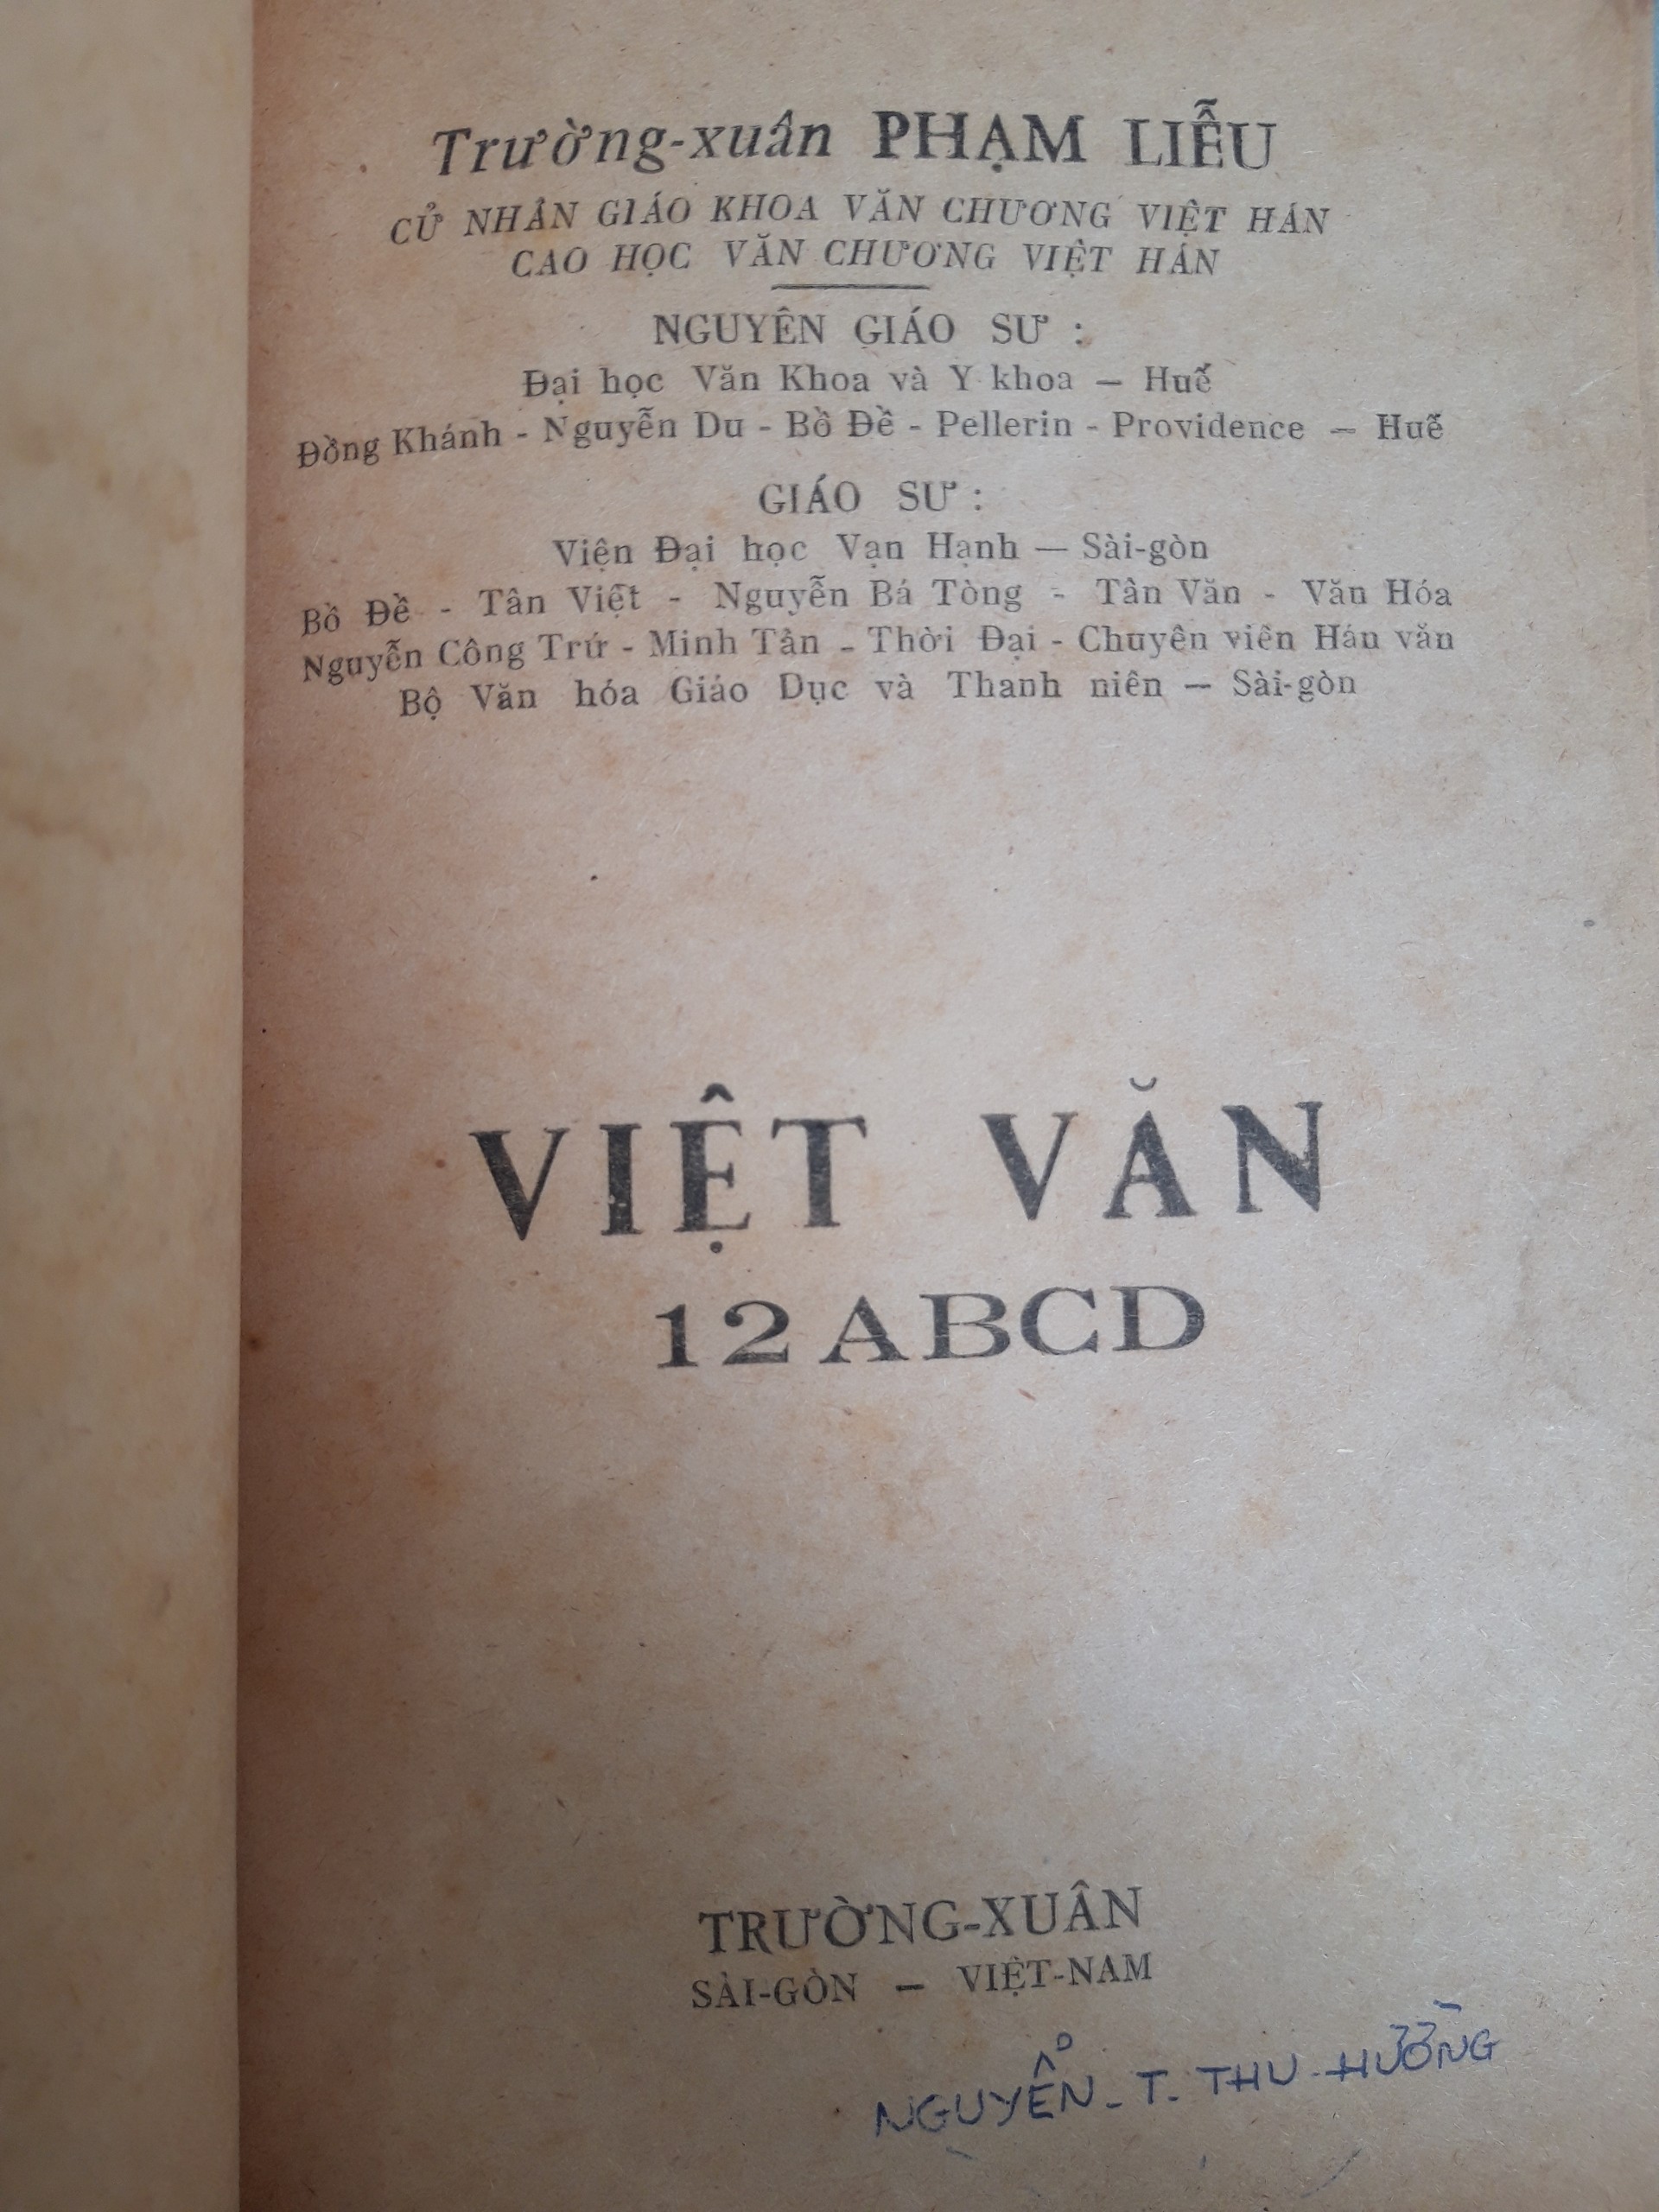 Trường-xuân PHẠM LIỄU
CỬ NHÂN GIÁO KHOA VĂN CHƯƠNG VIỆT HÁN
CAO HỌC VĂN CHƯƠNG VIỆT HÁN
NGUYÊN GIÁO SƯ :
Đại học Văn Khoa và Y khoa — Huế
Đồng Khánh - Nguyễn Du - Bồ Đề - Pellerin - Providence — Huế
GIÁO SƯ :
Viện Đại học Vạn Hạnh — Sài-gòn
Bồ Đề - Tân Việt - Nguyễn Bá Tòng - Tân Văn - Văn Hóa
Nguyễn Công Trứ - Minh Tân - Thời Đại - Chuyên viên Hán văn
Bộ Văn hóa Giáo Dục và Thanh niên — Sài-gòn
VIỆT VĂN
12 ABCD
TRƯỜNG-XUÂN
SÀI-GÒN — VIỆT-NAM
NGUYỂN - T - THU - HƯỜNG